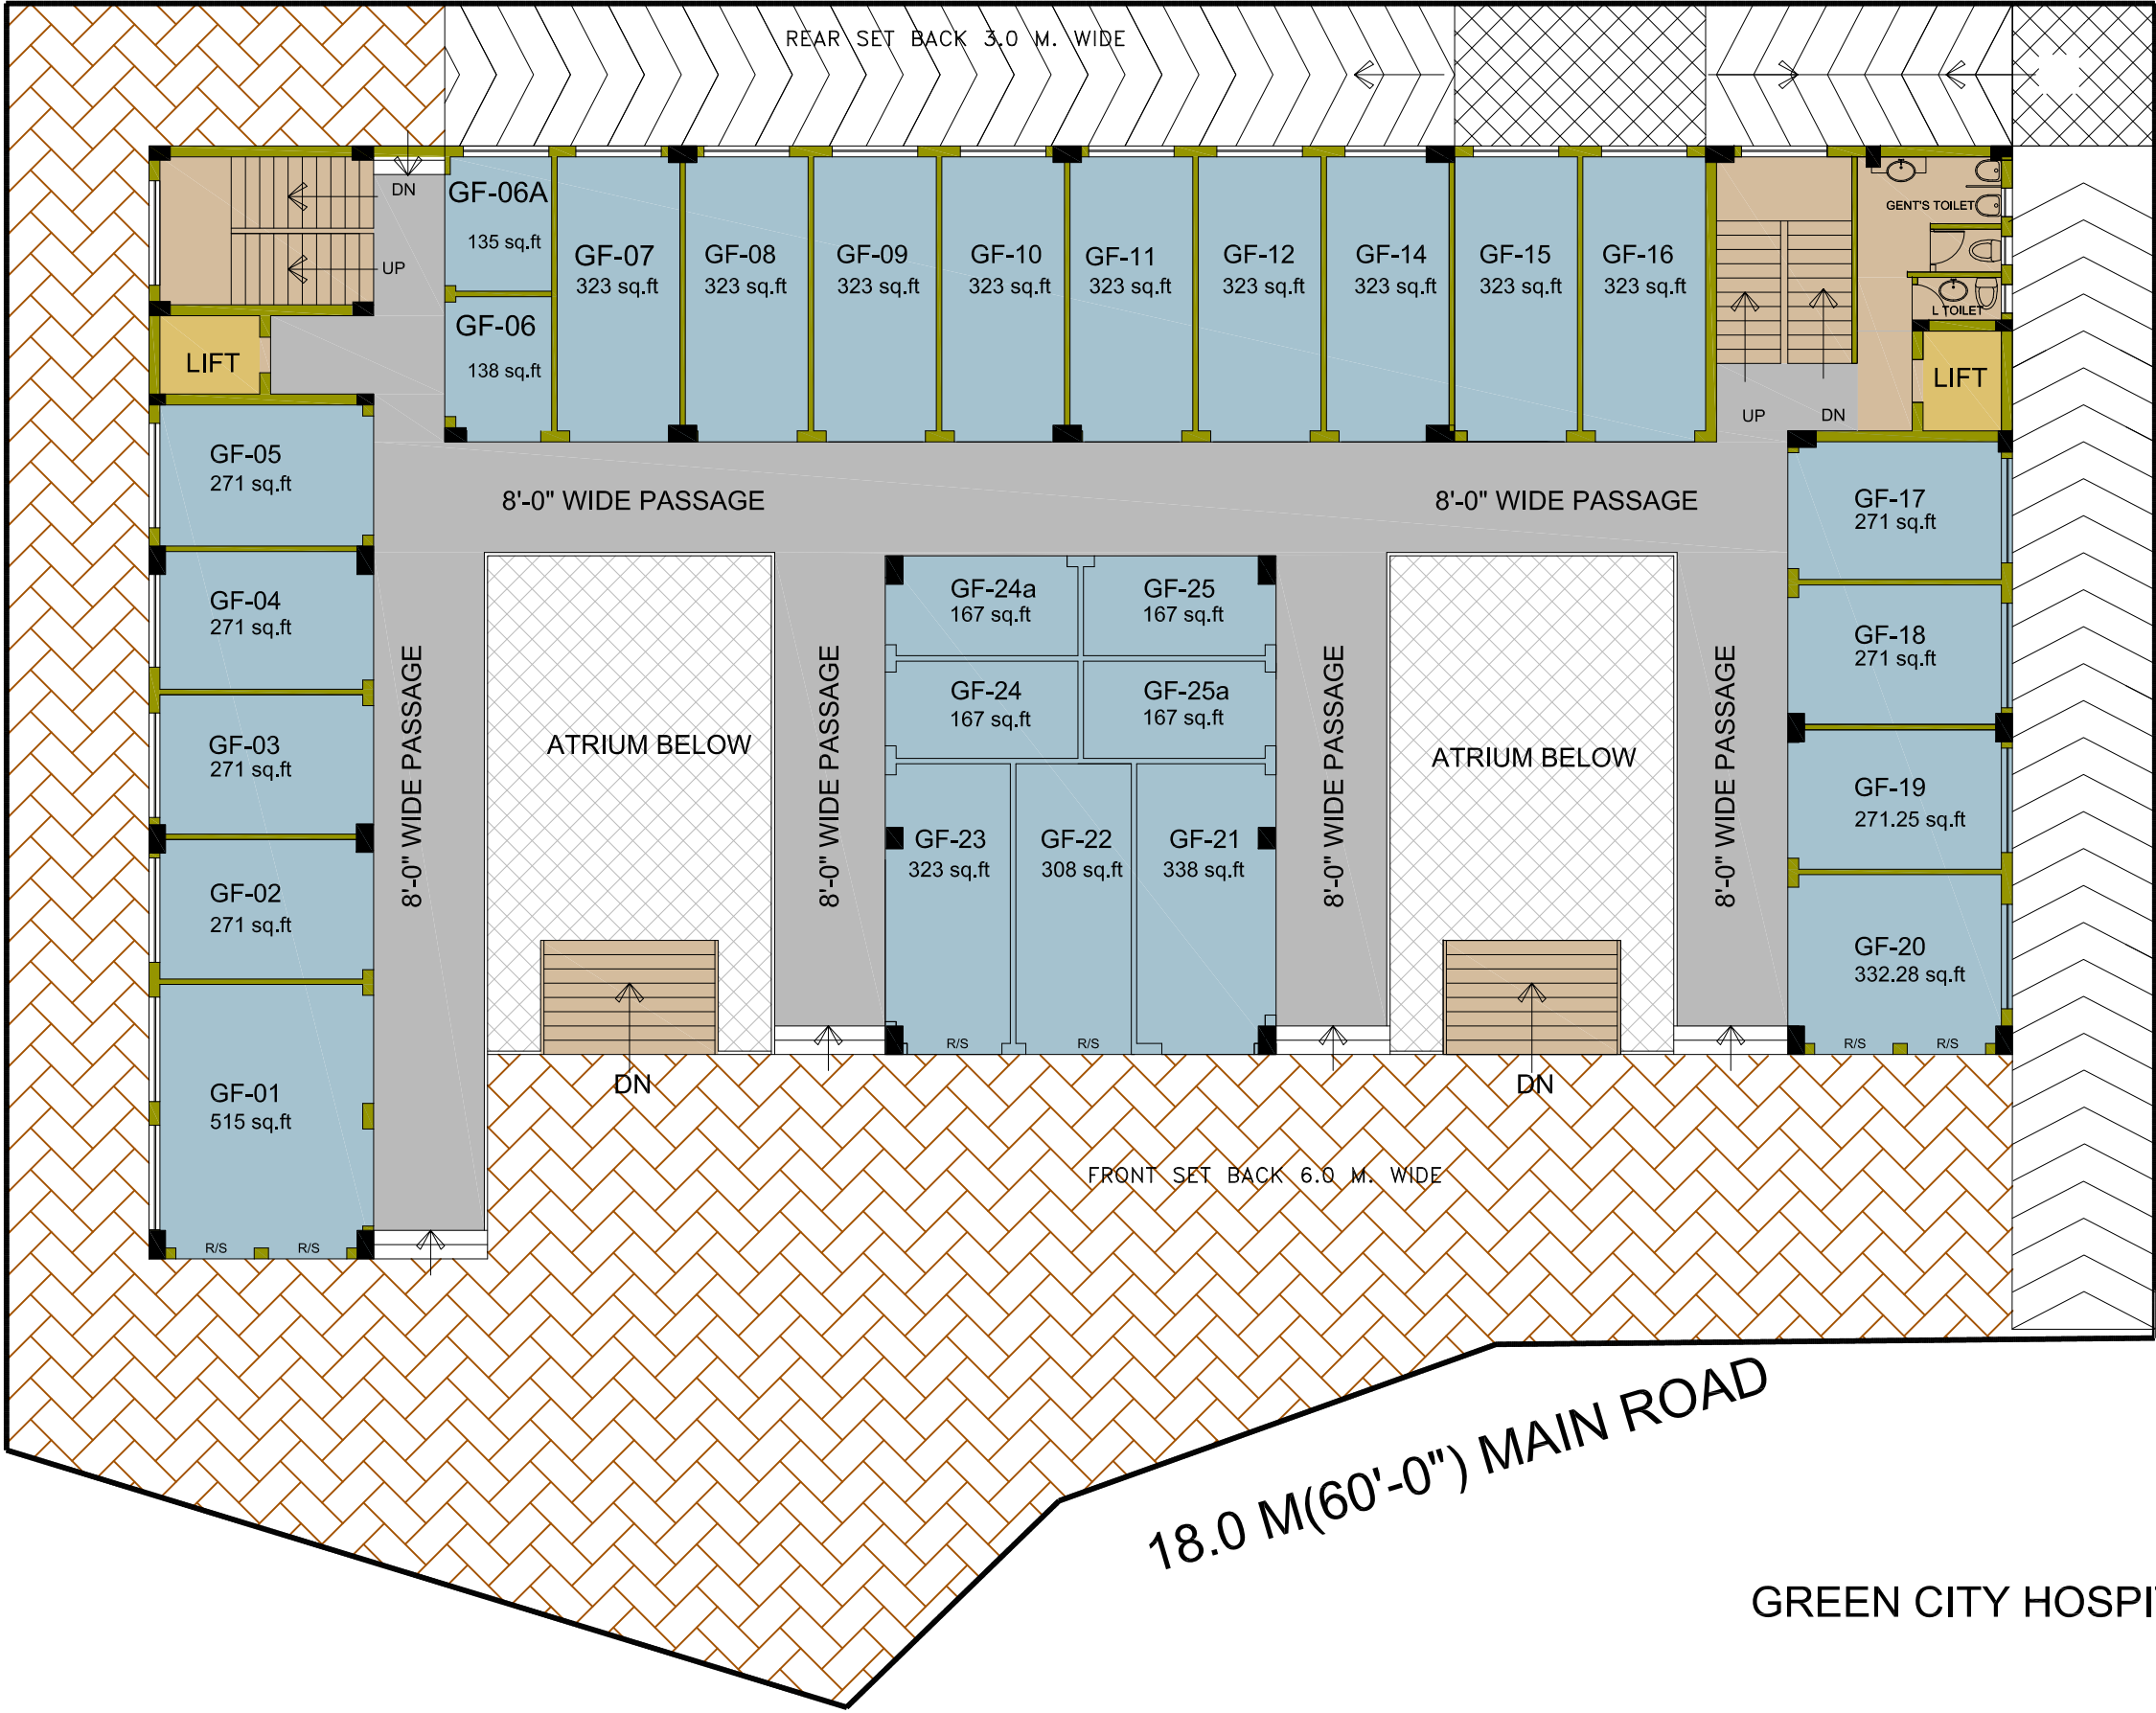 REAR SET BACK 3.0 M. WIDE
DN
UP
LIFT
GF-06A
135 sq.ft
GF-06
138 sq.ft
GF-07
323 sq.ft
GF-08
323 sq.ft
GF-09
323 sq.ft
GF-10
323 sq.ft
GF-11
323 sq.ft
GF-12
323 sq.ft
GF-14
323 sq.ft
GF-15
323 sq.ft
GF-16
323 sq.ft
GENT'S TOILET
L TOILET
LIFT
UP
DN
GF-05
271 sq.ft
8'-0" WIDE PASSAGE
8'-0" WIDE PASSAGE
GF-17
271 sq.ft
GF-04
271 sq.ft
GF-03
271 sq.ft
GF-02
271 sq.ft
GF-01
515 sq.ft
R/S
R/S
8'-0" WIDE PASSAGE
ATRIUM BELOW
DN
8'-0" WIDE PASSAGE
GF-24a
167 sq.ft
GF-25
167 sq.ft
GF-24
167 sq.ft
GF-25a
167 sq.ft
GF-23
323 sq.ft
GF-22
308 sq.ft
GF-21
338 sq.ft
R/S
R/S
8'-0" WIDE PASSAGE
ATRIUM BELOW
DN
8'-0" WIDE PASSAGE
GF-18
271 sq.ft
GF-19
271.25 sq.ft
GF-20
332.28 sq.ft
R/S
R/S
FRONT SET BACK 6.0 M. WIDE
18.0 M(60'-0") MAIN ROAD
GREEN CITY HOSPI